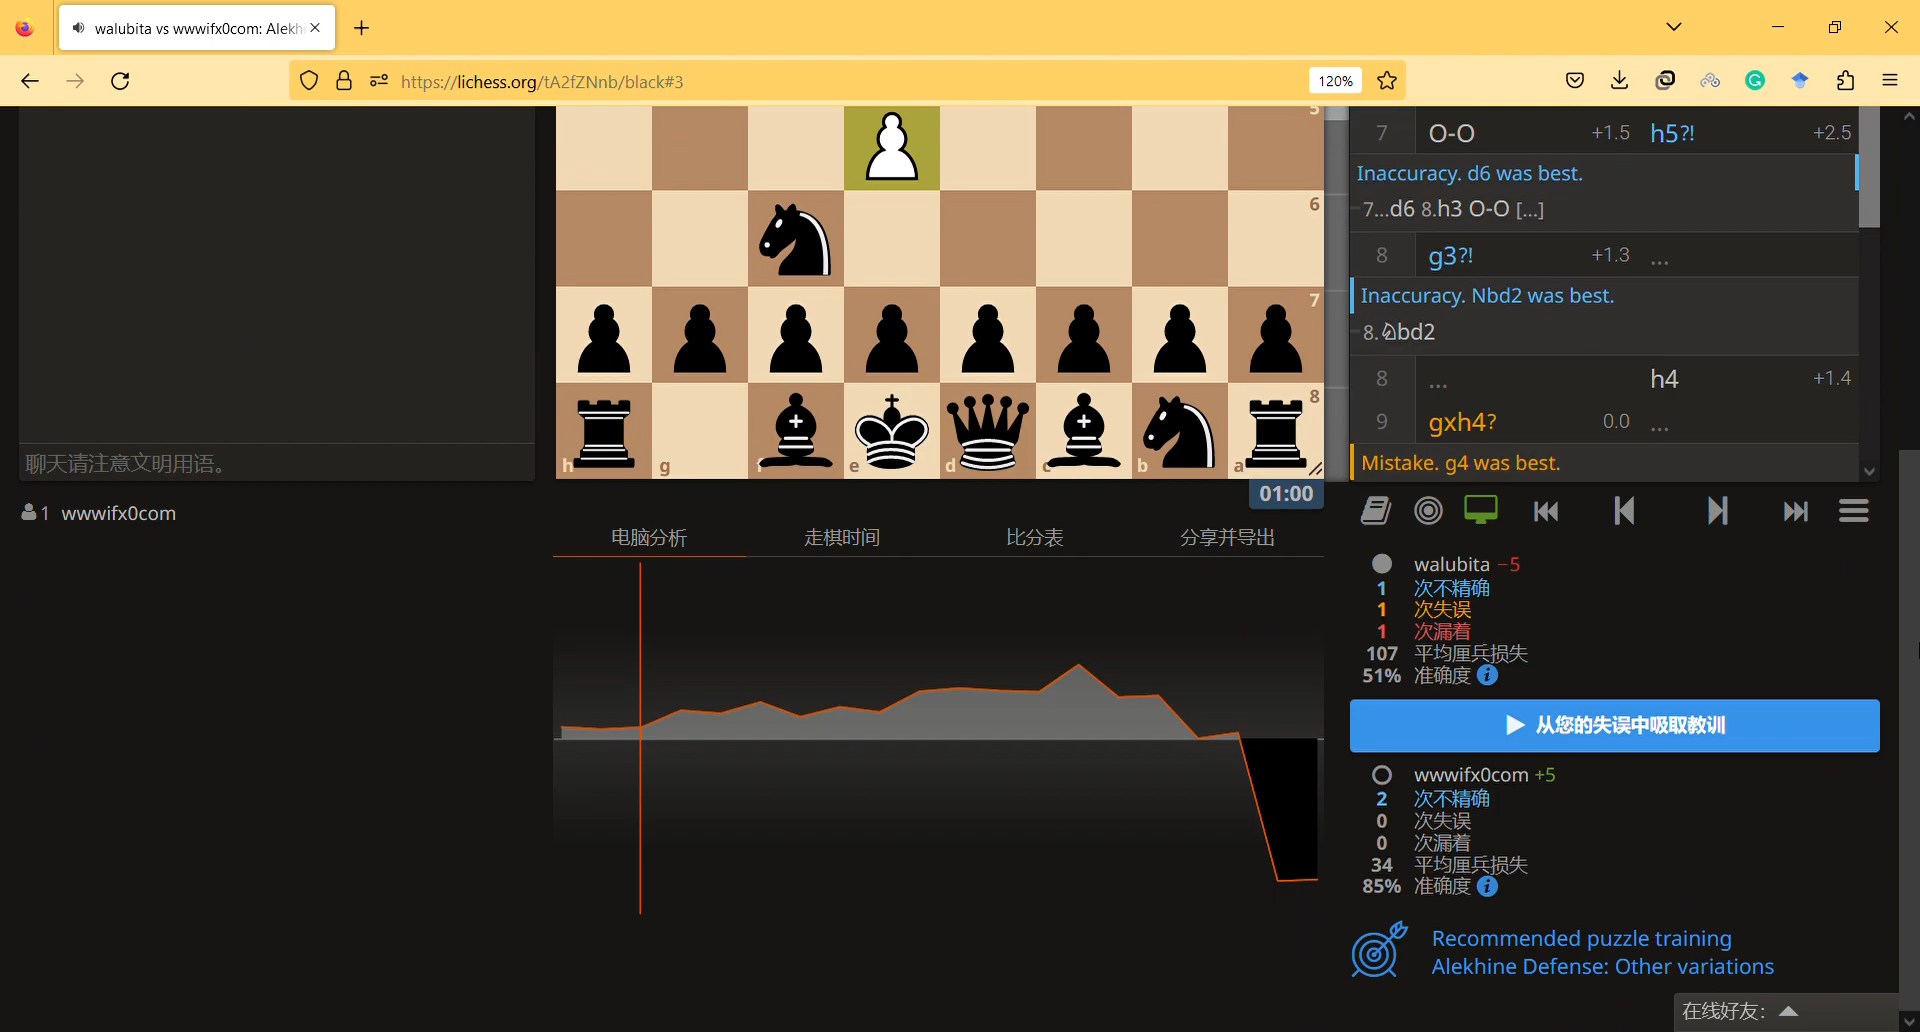 walubita vs wwwifx0com: Alekhi
https://lichess.org/tA2fZNnb/black#3
120%
5
6
7
8
h
g
f
e
d
c
b
a
01:00
聊天请注意文明用语。
1 wwwifx0com
7 O-O +1.5 h5?! +2.5
Inaccuracy. d6 was best.
7...d6 8.h3 O-O [...]
8 g3?! +1.3 ...
Inaccuracy. Nbd2 was best.
8.♘bd2
8 ... h4 +1.4
9 gxh4? 0.0 ...
Mistake. g4 was best.
电脑分析
走棋时间
比分表
分享并导出
walubita −5
1 次不精确
1 次失误
1 次漏着
107 平均厘兵损失
51% 准确度
从您的失误中吸取教训
wwwifx0com +5
2 次不精确
0 次失误
0 次漏着
34 平均厘兵损失
85% 准确度
Recommended puzzle training
Alekhine Defense: Other variations
在线好友：